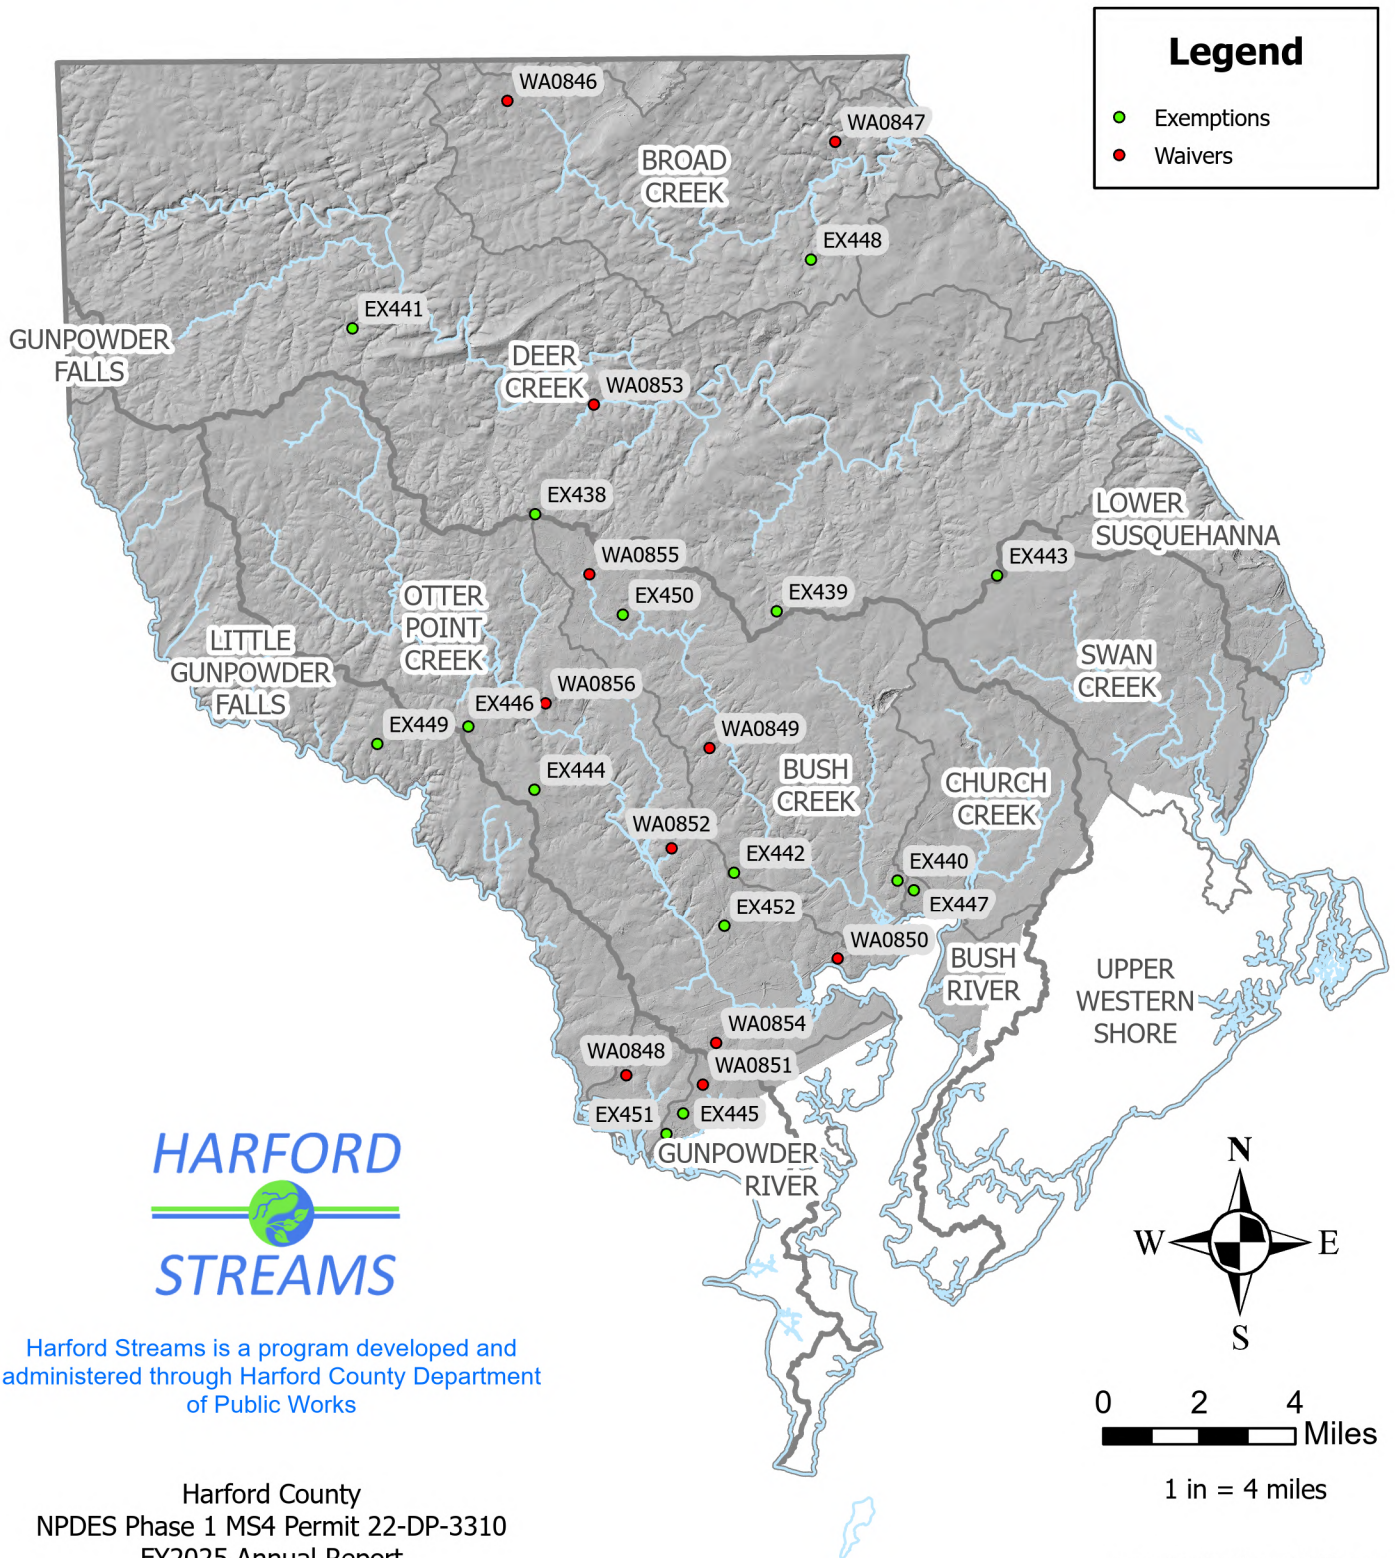 Legend
Exemptions
Waivers
WA0846
WA0847
BROAD
CREEK
EX448
EX441
GUNPOWDER
FALLS
DEER
CREEK
WA0853
EX438
LOWER
SUSQUEHANNA
WA0855
EX443
EX450
EX439
OTTER
POINT
CREEK
LITTLE
GUNPOWDER
FALLS
SWAN
CREEK
WA0856
EX446
EX449
WA0849
EX444
BUSH
CREEK
CHURCH
CREEK
WA0852
EX442
EX440
EX447
EX452
WA0850
BUSH
RIVER
UPPER
WESTERN
SHORE
WA0854
WA0848
WA0851
EX451
EX445
GUNPOWDER
RIVER
HARFORD
STREAMS
Harford Streams is a program developed and
administered through Harford County Department
of Public Works
N
W
E
S
0 2 4
Miles
1 in = 4 miles
Harford County
NPDES Phase 1 MS4 Permit 22-DP-3310
FY2025 Annual Report